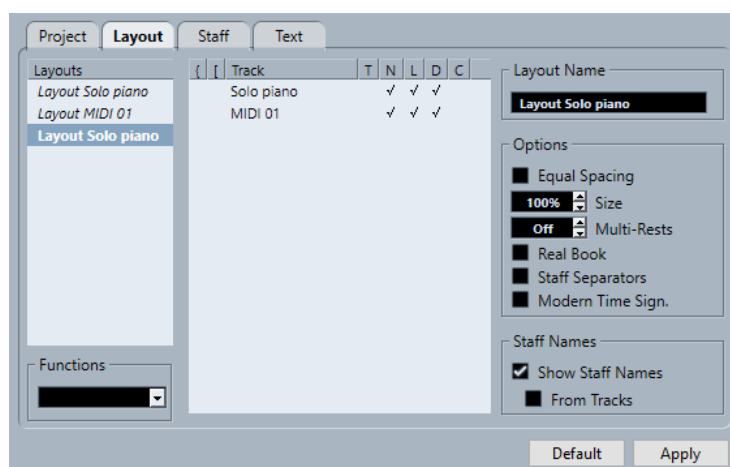 Project Layout Staff Text
Layouts
Layout Solo piano
Layout MIDI 01
Layout Solo piano
Functions
{ [ Track T N L D C
Solo piano √ √ √
MIDI 01 √ √ √
Layout Name
Layout Solo piano
Options
Equal Spacing
100% Size
Off Multi-Rests
Real Book
Staff Separators
Modern Time Sign.
Staff Names
Show Staff Names
From Tracks
Default Apply